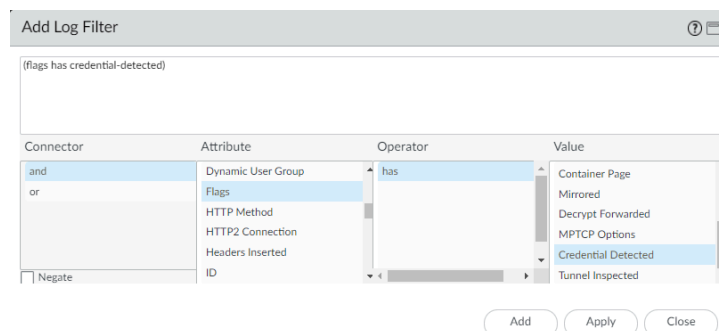 Add Log Filter
(flags has credential-detected)
Connector Attribute Operator Value
and
or
Negate
Dynamic User Group
Flags
HTTP Method
HTTP2 Connection
Headers Inserted
ID
has
Container Page
Mirrored
Decrypt Forwarded
MPTCP Options
Credential Detected
Tunnel Inspected
Add Apply Close